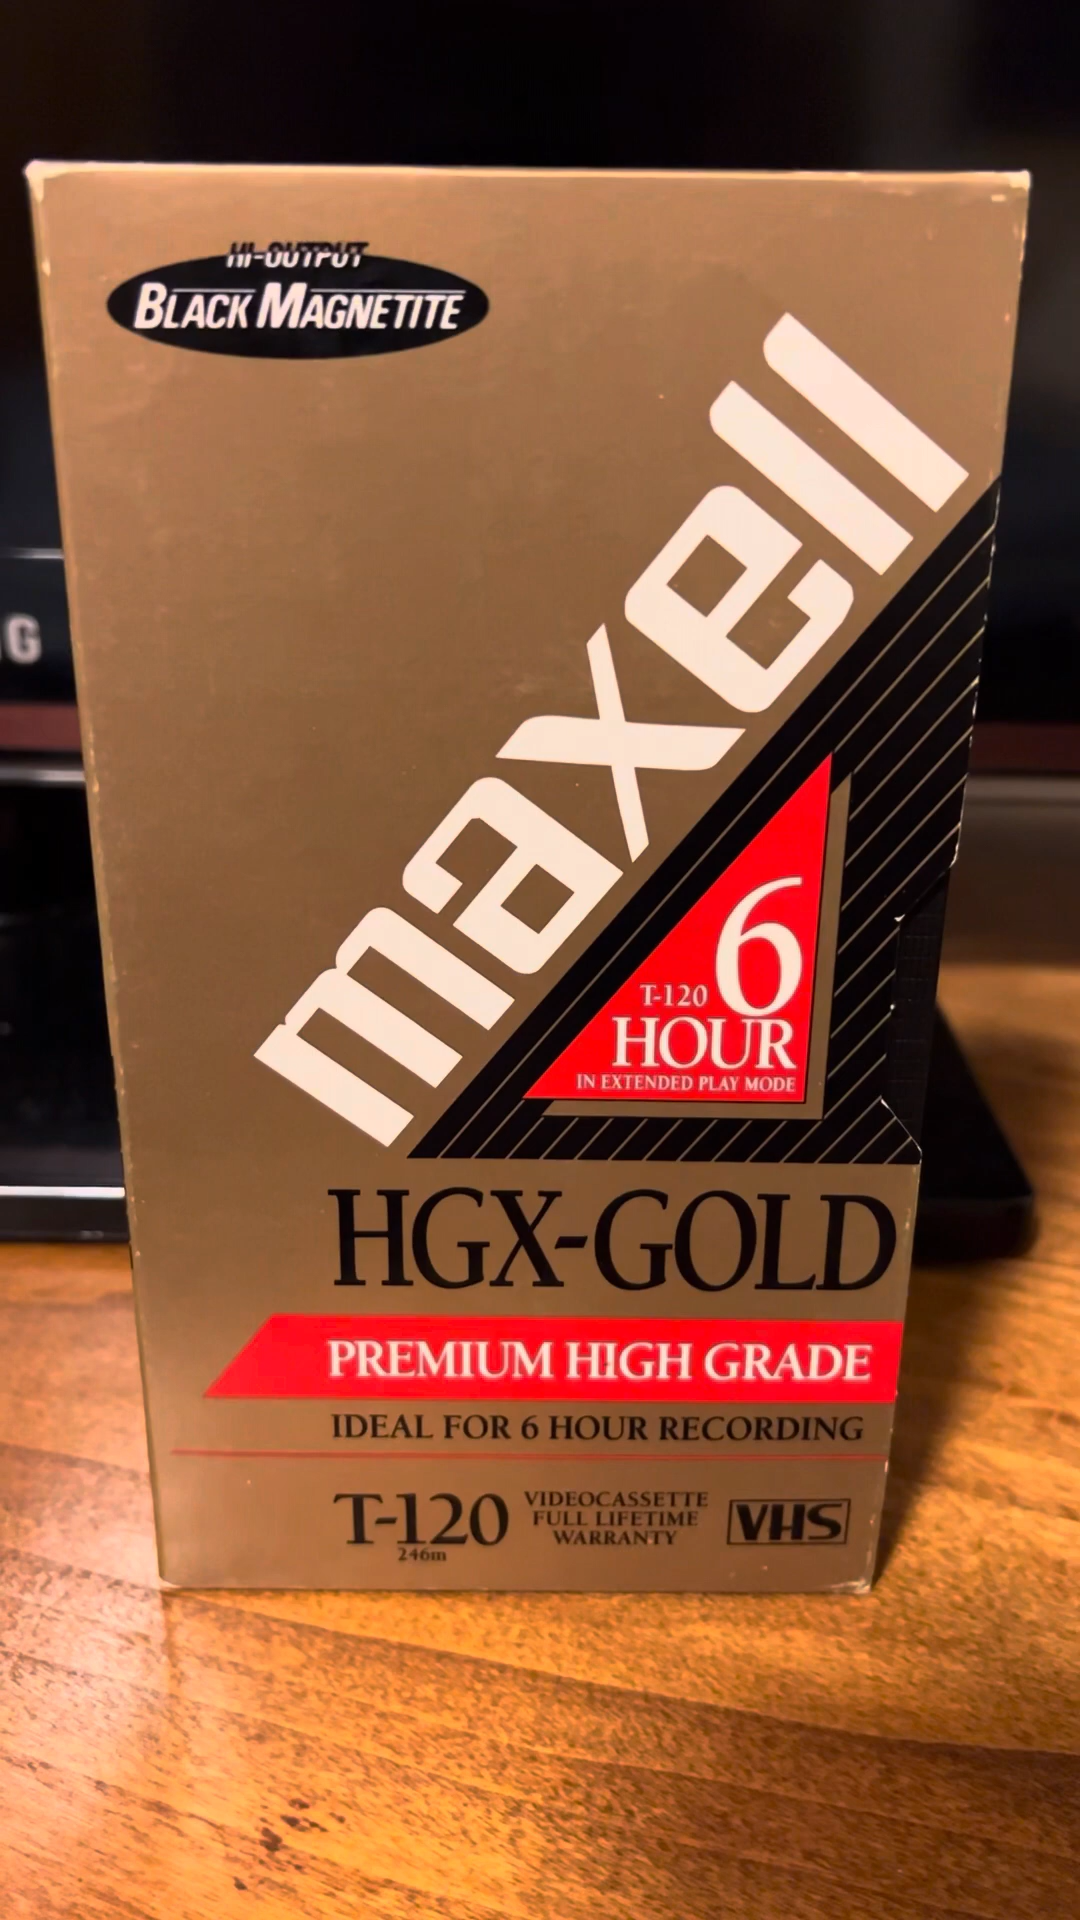 HI-OUTPUT
BLACK MAGNETITE
maxell
6
T-120
HOUR
IN EXTENDED PLAY MODE
HGX-GOLD
PREMIUM HIGH GRADE
IDEAL FOR 6 HOUR RECORDING
T-120
246m
VIDEOCASSETTE
FULL LIFETIME
WARRANTY
VHS